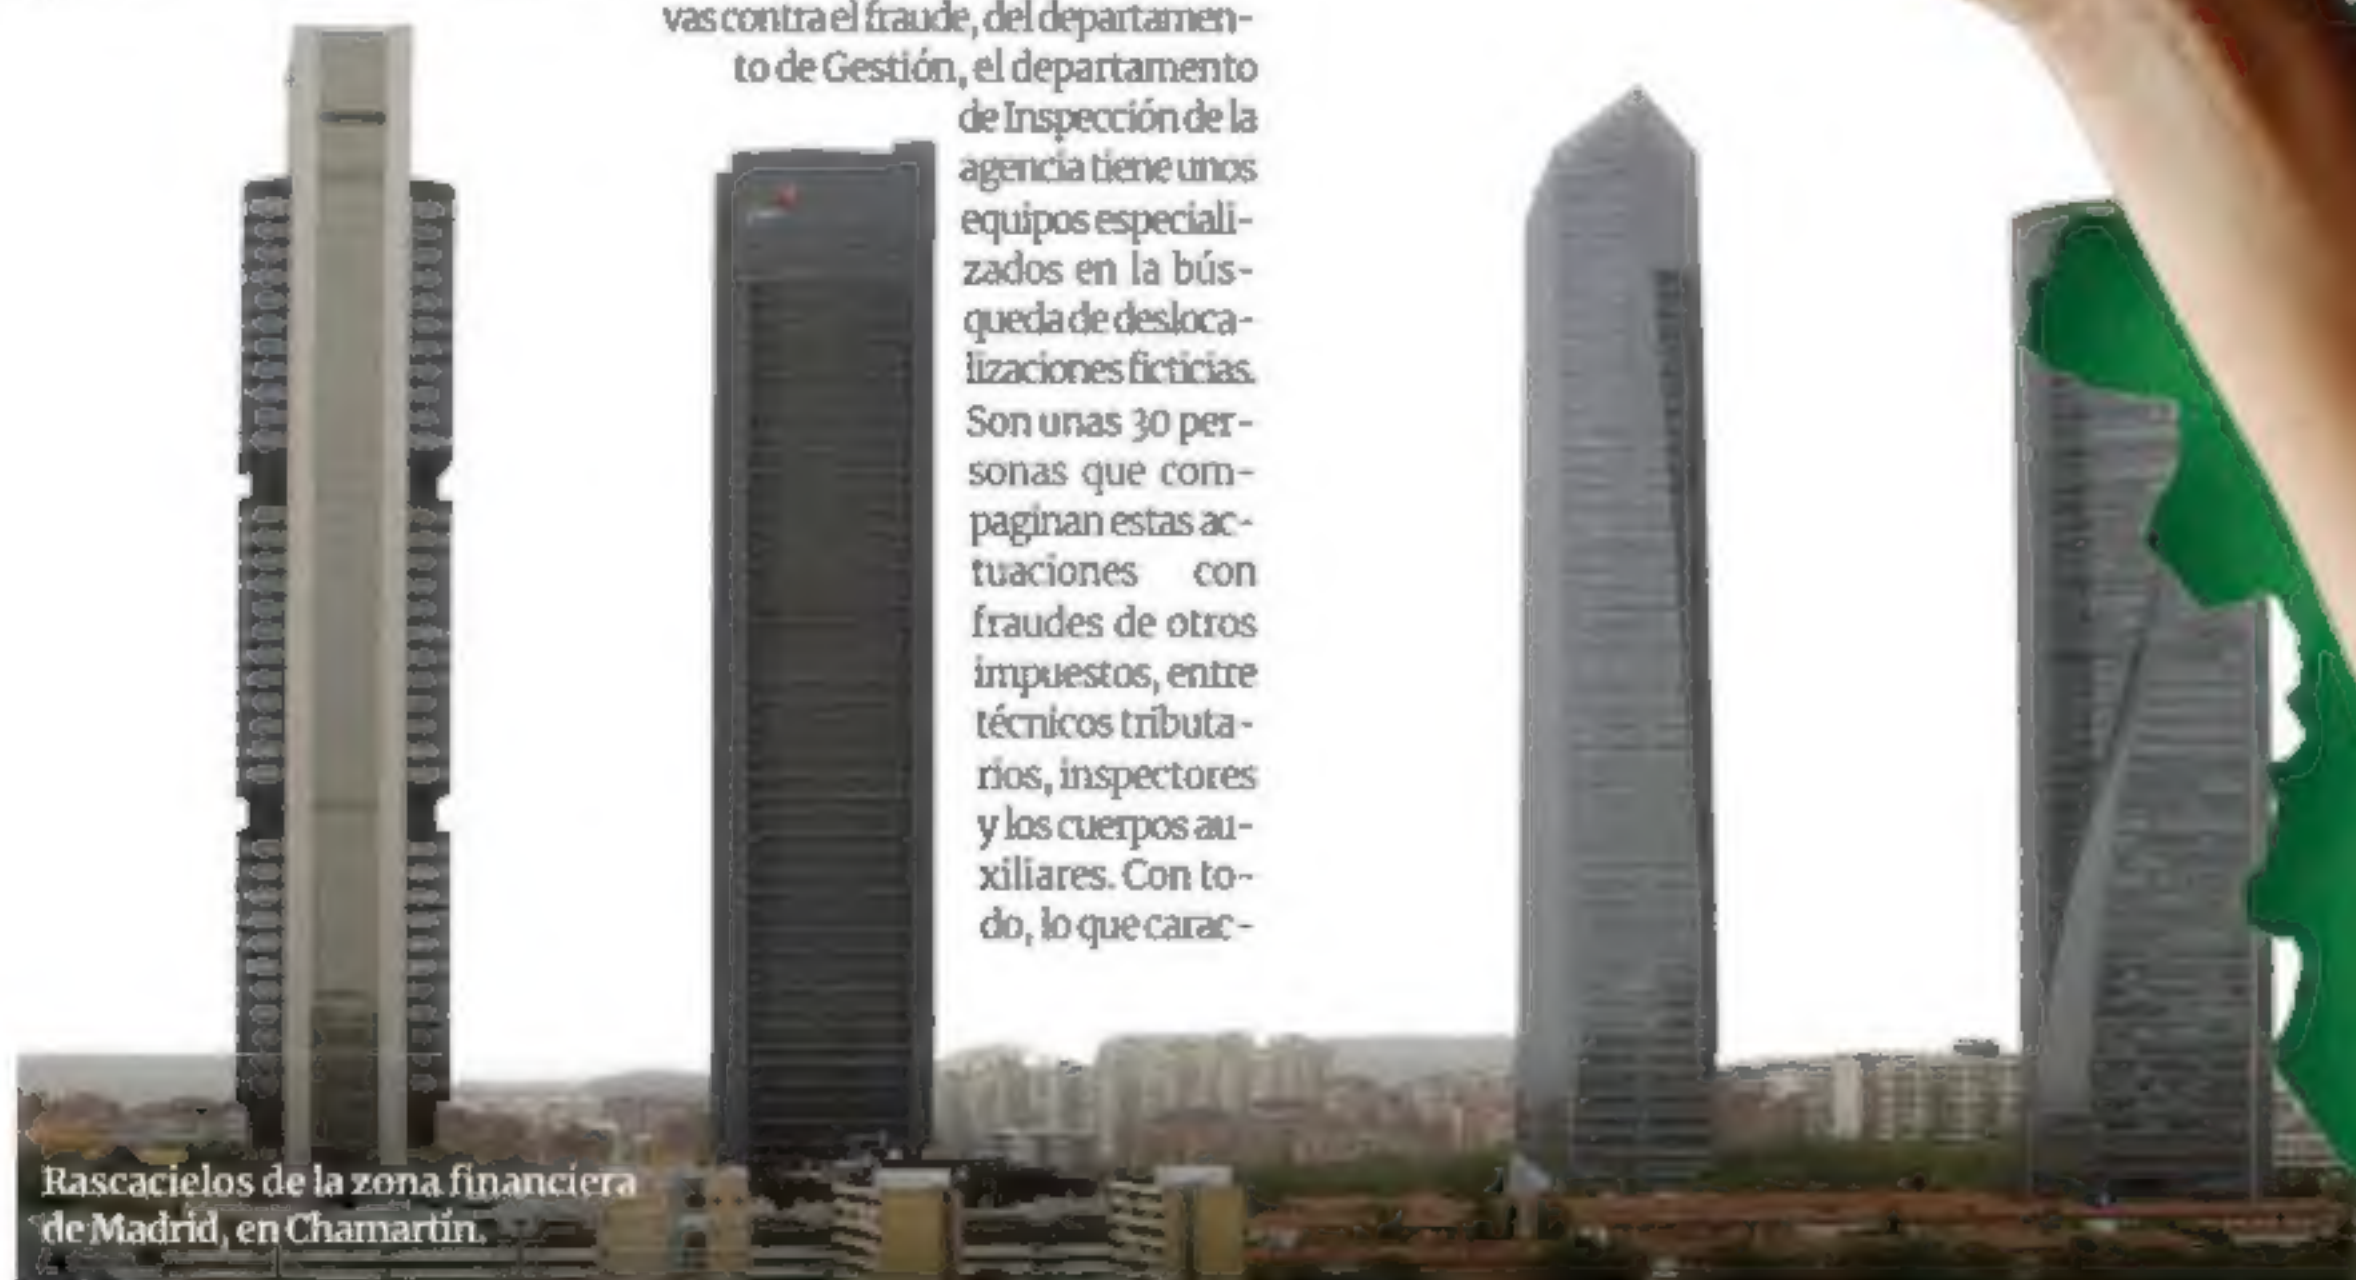 vas contra el fraude, del departamen-
to de Gestión, el departamento
de Inspección de la
agencia tiene unos
equipos especiali-
zados en la bús-
queda de desloca-
lizaciones ficticias.
Son unas 30 per-
sonas que com-
paginan estas ac-
tuaciones con
fraudes de otros
impuestos, entre
técnicos tributa-
rios, inspectores
y los cuerpos au-
xiliares. Con to-
do, lo que carac-
Rascacielos de la zona financiera
de Madrid, en Chamartín.